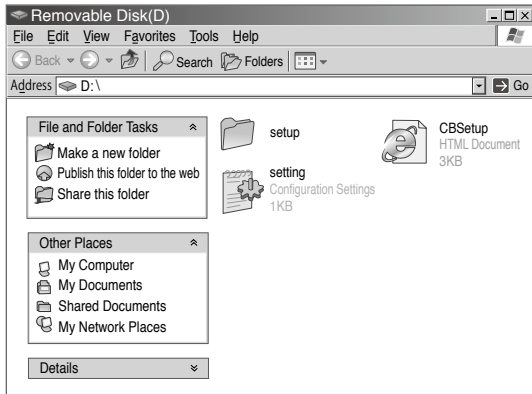 Removable Disk(D)
File Edit View Favorites Tools Help
Back Search Folders
Address D:\ Go
File and Folder Tasks
Make a new folder
Publish this folder to the web
Share this folder
Other Places
My Computer
My Documents
Shared Documents
My Network Places
Details
setup
setting
Configuration Settings
1KB
CBSetup
HTML Document
3KB